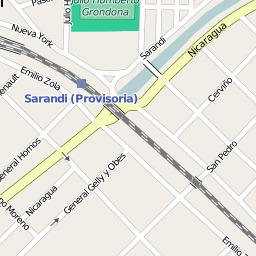 Julio Humberto
Grondona
Nueva York
Sarandi
Nicaragua
Emilio Zola
Cerviño
Sarandi (Provisoria)
General Hornos
San Pedro
General Gelly y Obes
Nicaragua
Moreno
Emilio